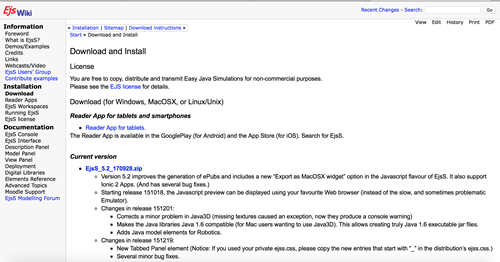 Ejs Wiki
Recent Changes - Search: Go
View Edit History Print PDF
Information
Foreword
What is EjsS?
Demos/Examples
Credits
Links
Webcasts/Video
EjsS Users' Group
Contribute examples
Installation
Download
Reader Apps
EjsS Workspaces
Running EjsS
EjsS license
Documentation
EjsS Console
EjsS Interface
Description Panel
Model Panel
View Panel
Deployment
Digital Libraries
Elements Reference
Advanced Topics
Moodle Support
EjsS Modelling Forum
« Installation | Sitemap | Download instructions »
Start » Download and Install
Download and Install
License
You are free to copy, distribute and transmit Easy Java Simulations for non-commercial purposes.
Please see the EJS license for details.
Download (for Windows, MacOSX, or Linux/Unix)
Reader App for tablets and smartphones
• Reader App for tablets.
The Reader App is available in the GooglePlay (for Android) and the App Store (for iOS). Search for EjsS.
Current version
• EjsS_5.2_170928.zip
Version 5.2 improves the generation of ePubs and includes a new "Export as MacOSX widget" option in the Javascript flavour of EjsS. It also support
Ionic 2 Apps. (And has several bug fixes.)
Starting release 151018, the Javascript preview can be displayed using your favourite Web browser (instead of the slow, and sometimes problematic
Emulator).
Changes in release 151201:
Corrects a minor problem in Java3D (missing textures caused an exception, now they produce a console warning)
Makes the Java libraries Java 1.6 compatible (for Mac users wanting to use Java3D). This allows creating truly Java 1.6 executable jar files.
Adds Java model elements for Robotics.
Changes in release 151219:
New Tabbed Panel element (Notice: If you used your private ejss.css, please copy the new entries that start with "_" in the distribution's ejss.css.)
Several minor bug fixes.